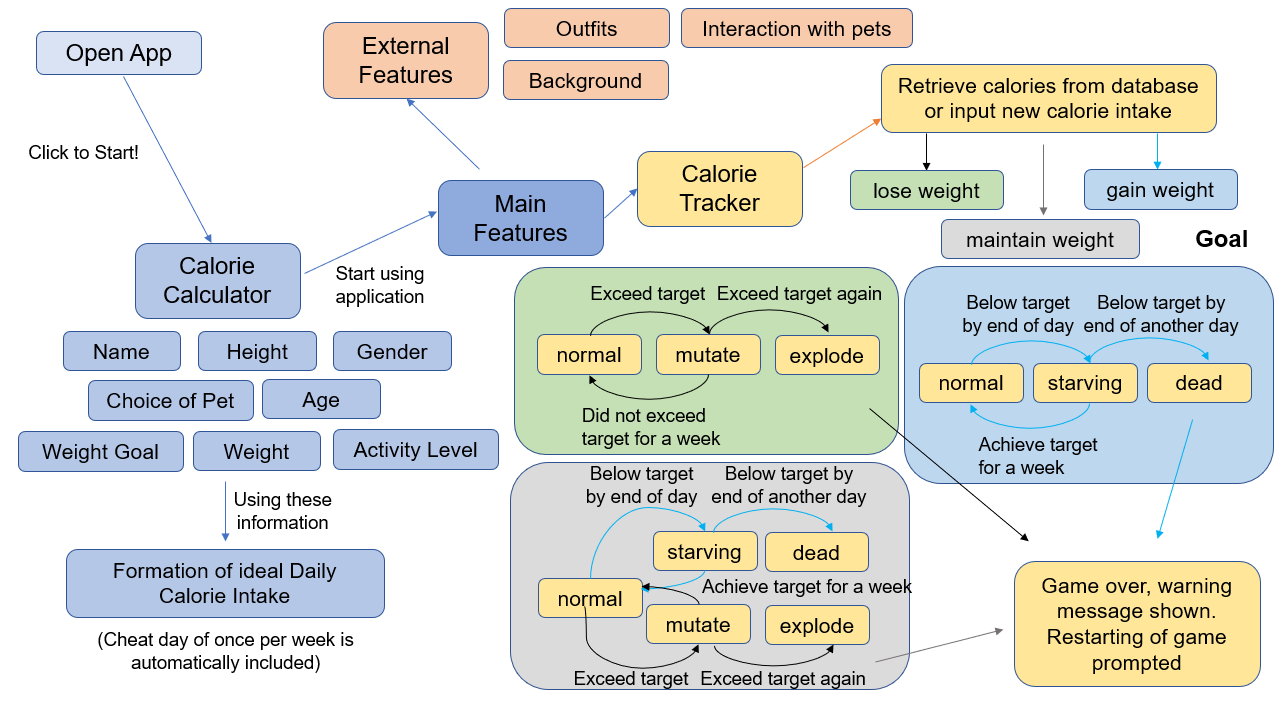 Open App
Click to Start!
Calorie
Calculator
Start using
application
Name
Height
Gender
Choice of Pet
Age
Weight Goal
Weight
Activity Level
Using these
information
Formation of ideal Daily
Calorie Intake
(Cheat day of once per week is
automatically included)
External
Features
Outfits
Interaction with pets
Background
Main
Features
Calorie
Tracker
Retrieve calories from database
or input new calorie intake
lose weight
gain weight
maintain weight
Goal
Exceed target
Exceed target again
normal
mutate
explode
Did not exceed
target for a week
Below target
by end of day
Below target by
end of another day
normal
starving
dead
Achieve target
for a week
Below target
by end of day
Below target by
end of another day
starving
dead
Achieve target for a week
normal
mutate
explode
Exceed target
Exceed target again
Game over, warning
message shown.
Restarting of game
prompted